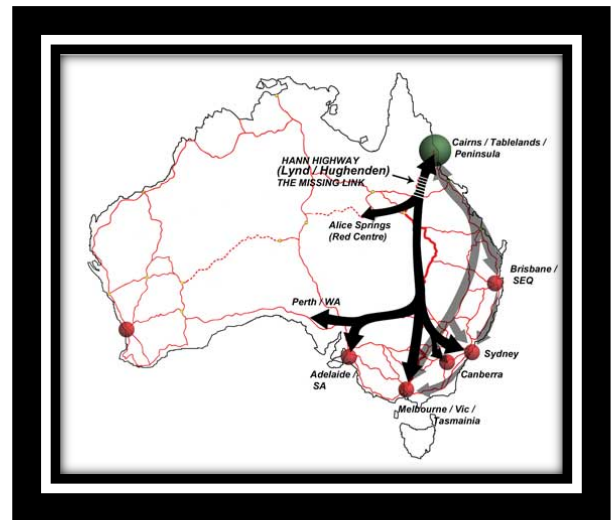 Cairns / Tablelands /
Peninsula
HANN HIGHWAY
(Lynd / Hughenden)
THE MISSING LINK
Alice Springs
(Red Centre)
Brisbane /
SEQ
Perth / WA
Sydney
Canberra
Adelaide /
SA
Melbourne / Vic /
Tasmainia